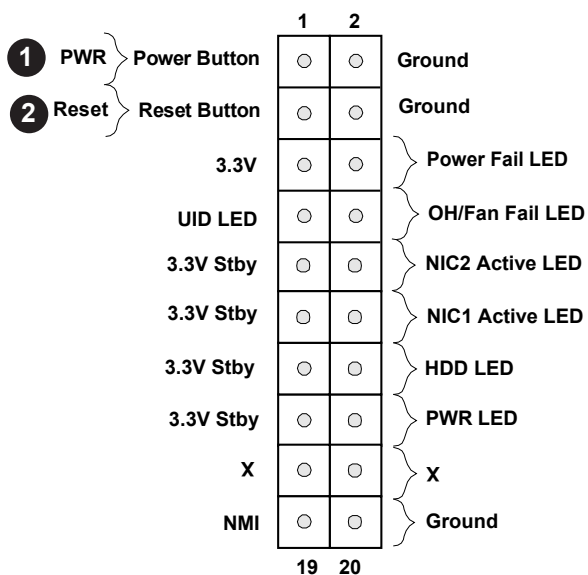 1 2
1 PWR Power Button Ground
2 Reset Reset Button Ground
3.3V Power Fail LED
UID LED OH/Fan Fail LED
3.3V Stby NIC2 Active LED
3.3V Stby NIC1 Active LED
3.3V Stby HDD LED
3.3V Stby PWR LED
X X
NMI Ground
19 20